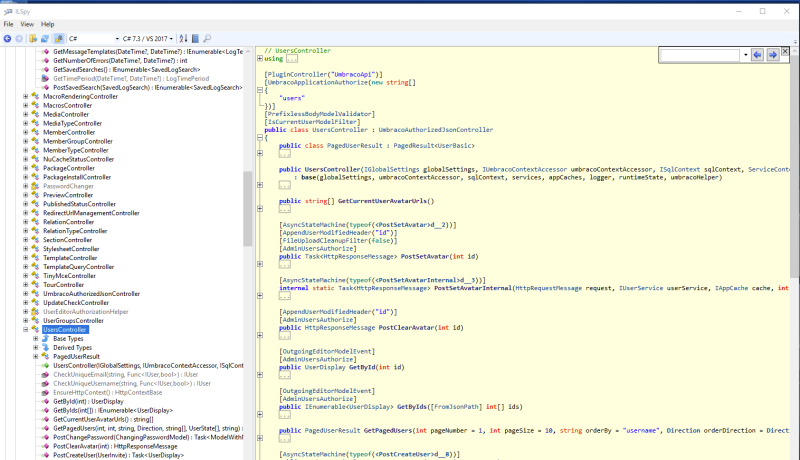 ILSpy
File View Help
C# C# 7.3 / VS 2017
GetMessageTemplates(DateTime?, DateTime?) : IEnumerable<LogTem
GetNumberOfErrors(DateTime?, DateTime?) : int
GetSavedSearches() : IEnumerable<SavedLogSearch>
GetTimePeriod(DateTime?, DateTime?) : LogTimePeriod
PostSavedSearch(SavedLogSearch) : IEnumerable<SavedLogSearch>
MacroRenderingController
MacrosController
MediaController
MediaTypeController
MemberController
MemberGroupController
MemberTypeController
NuCacheStatusController
PackageController
PackageInstallController
PasswordChanger
PreviewController
PublishedStatusController
RedirectUrlManagementController
RelationController
RelationTypeController
SectionController
StylesheetController
TemplateController
TemplateQueryController
TinyMceController
TourController
UmbracoAuthorizedJsonController
UpdateCheckController
UserEditorAuthorizationHelper
UserGroupsController
UsersController
Base Types
Derived Types
PagedUserResult
UsersController(IGlobalSettings, IUmbracoContextAccessor, ISqlConte
CheckUniqueEmail(string, Func<IUser,bool>) : IUser
CheckUniqueUsername(string, Func<IUser,bool>) : IUser
EnsureHttpContext() : HttpContextBase
GetById(int) : UserDisplay
GetByIds(int[]) : IEnumerable<UserDisplay>
GetCurrentUserAvatarUrls() : string[]
GetPagedUsers(int, int, string, Direction, string[], UserState[], string) :
PostChangePassword(ChangingPasswordModel) : Task<ModelWithN
PostClearAvatar(int) : HttpResponseMessage
PostCreateUser(UserInvite) : Task<UserDisplay>
// UsersController
using ...
[PluginController("UmbracoApi")]
[UmbracoApplicationAuthorize(new string[]
{
"users"
})]
[PrefixlessBodyModelValidator]
[IsCurrentUserModelFilter]
public class UsersController : UmbracoAuthorizedJsonController
{
public class PagedUserResult : PagedResult<UserBasic>
...
public UsersController(IGlobalSettings globalSettings, IUmbracoContextAccessor umbracoContextAccessor, ISqlContext sqlContext, ServiceConte
: base(globalSettings, umbracoContextAccessor, sqlContext, services, appCaches, logger, runtimeState, umbracoHelper)
...
public string[] GetCurrentUserAvatarUrls()
...
[AsyncStateMachine(typeof(<PostSetAvatar>d__2))]
[AppendUserModifiedHeader("id")]
[FileUploadCleanupFilter(false)]
[AdminUsersAuthorize]
public Task<HttpResponseMessage> PostSetAvatar(int id)
...
[AsyncStateMachine(typeof(<PostSetAvatarInternal>d__3))]
internal static Task<HttpResponseMessage> PostSetAvatarInternal(HttpRequestMessage request, IUserService userService, IAppCache cache, int
...
[AppendUserModifiedHeader("id")]
[AdminUsersAuthorize]
public HttpResponseMessage PostClearAvatar(int id)
...
[OutgoingEditorModelEvent]
[AdminUsersAuthorize]
public UserDisplay GetById(int id)
...
[OutgoingEditorModelEvent]
[AdminUsersAuthorize]
public IEnumerable<UserDisplay> GetByIds([FromJsonPath] int[] ids)
...
public PagedUserResult GetPagedUsers(int pageNumber = 1, int pageSize = 10, string orderBy = "username", Direction orderDirection = Direct
...
[AsyncStateMachine(typeof(<PostCreateUser>d__8))]